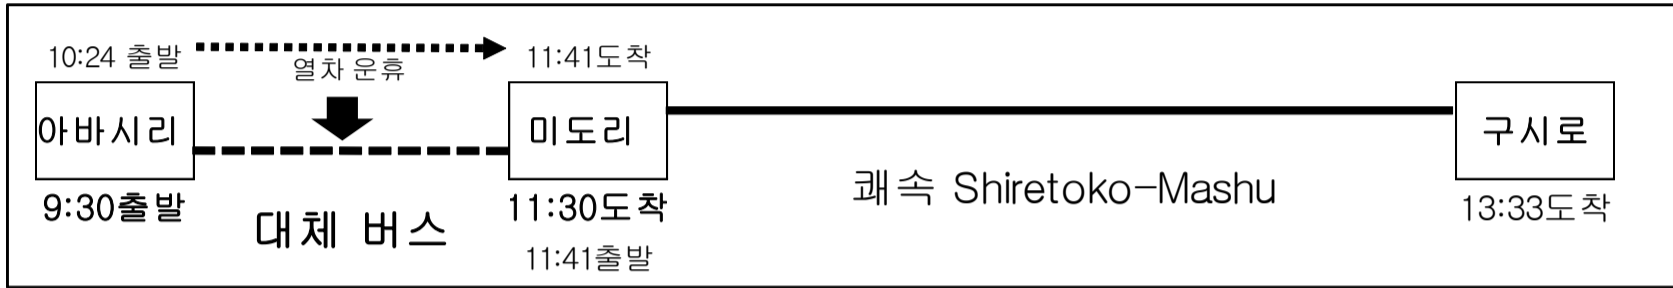 10:24 출발
11:41도착
열차 운휴
아바시리
미도리
구시로
9:30출발
대체 버스
11:30도착
11:41출발
쾌속 Shiretoko-Mashu
13:33도착